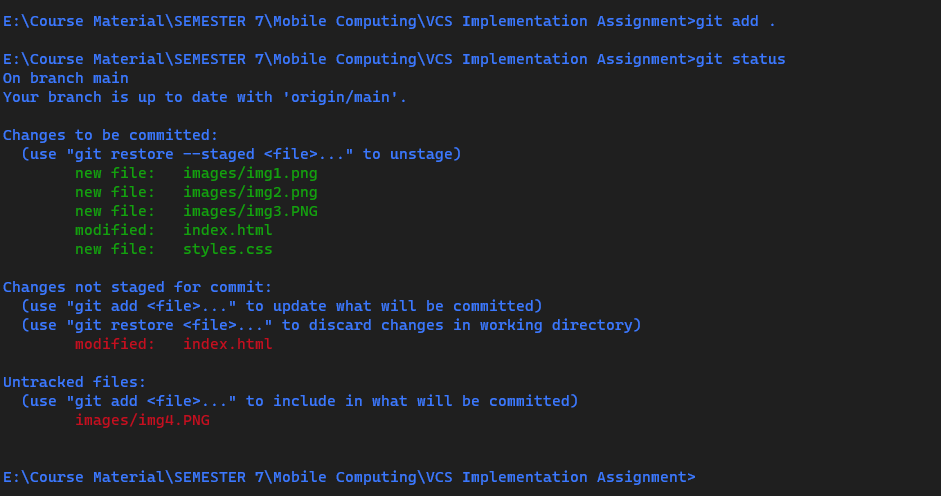 E:\Course Material\SEMESTER 7\Mobile Computing\VCS Implementation Assignment>git add .
E:\Course Material\SEMESTER 7\Mobile Computing\VCS Implementation Assignment>git status
On branch main
Your branch is up to date with 'origin/main'.
Changes to be committed:
(use "git restore --staged <file>..." to unstage)
new file:   images/img1.png
new file:   images/img2.png
new file:   images/img3.PNG
modified:   index.html
new file:   styles.css
Changes not staged for commit:
(use "git add <file>..." to update what will be committed)
(use "git restore <file>..." to discard changes in working directory)
modified:   index.html
Untracked files:
(use "git add <file>..." to include in what will be committed)
images/img4.PNG
E:\Course Material\SEMESTER 7\Mobile Computing\VCS Implementation Assignment>